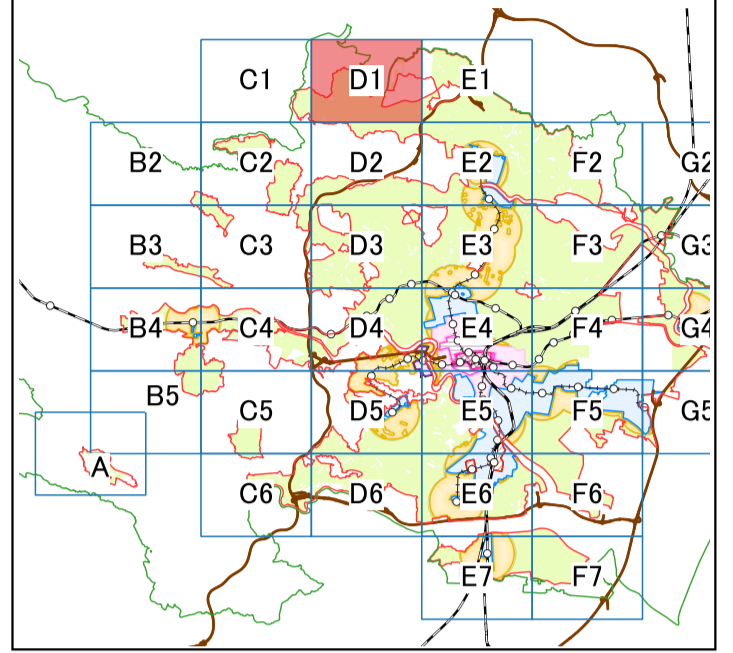 C1 D1 E1
B2 C2 D2 E2 F2 G2
B3 C3 D3 E3 F3 G3
B4 C4 D4 E4 F4 G4
B5 C5 D5 E5 F5 G5
A C6 D6 E6 F6
E7 F7